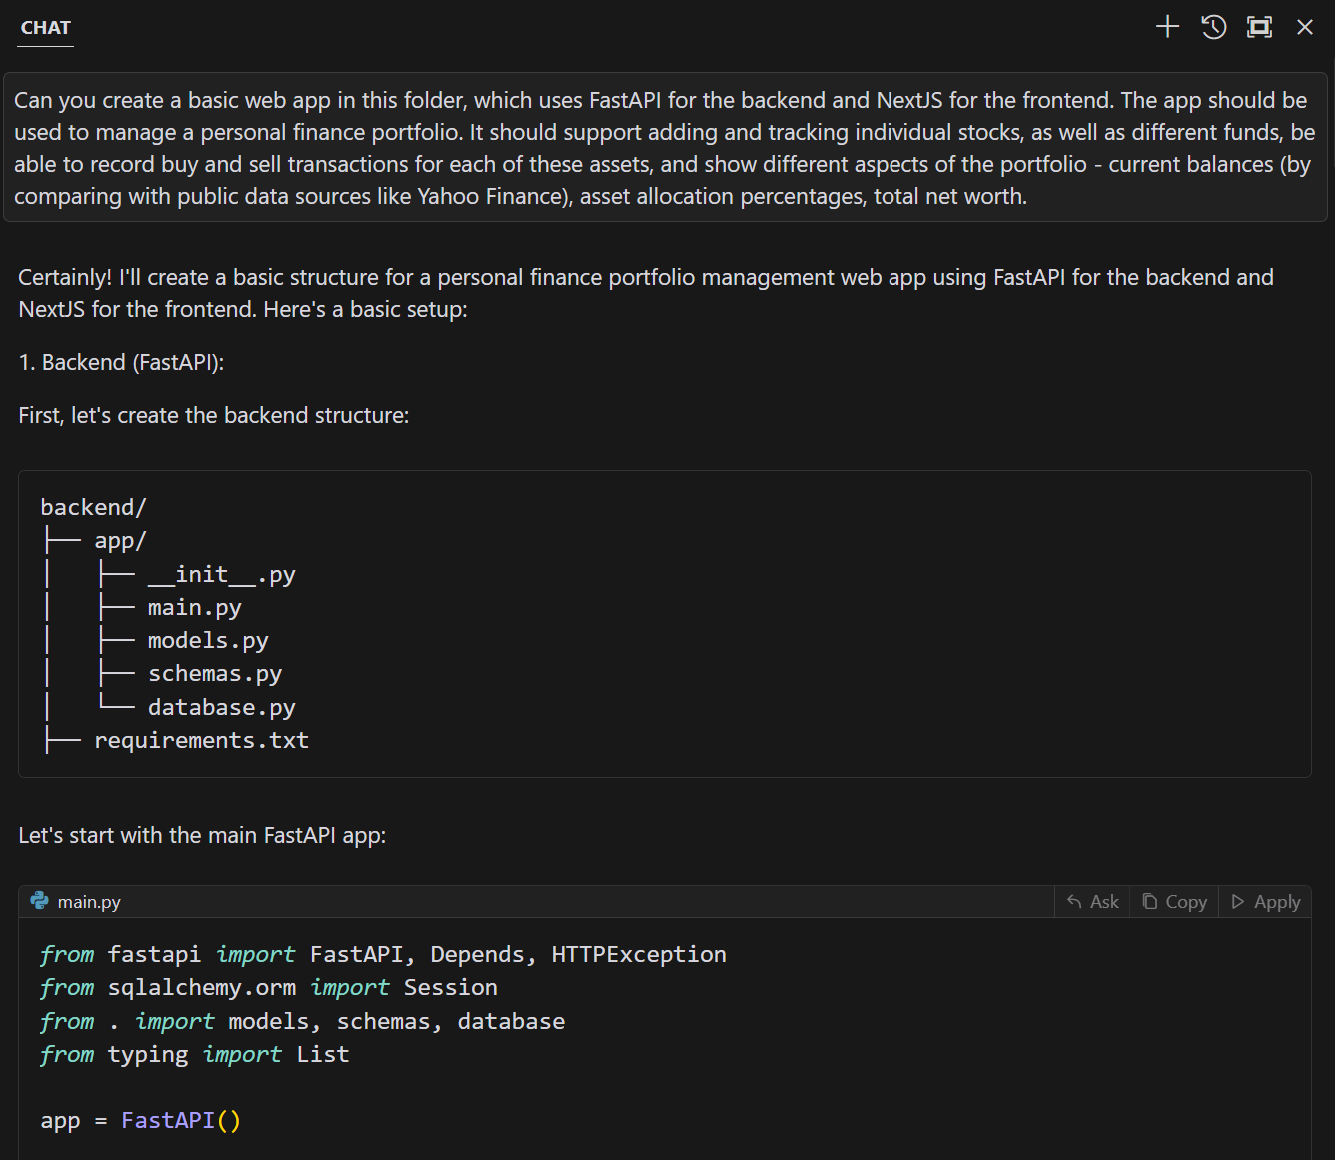 CHAT
Can you create a basic web app in this folder, which uses FastAPI for the backend and NextJS for the frontend. The app should be
used to manage a personal finance portfolio. It should support adding and tracking individual stocks, as well as different funds, be
able to record buy and sell transactions for each of these assets, and show different aspects of the portfolio - current balances (by
comparing with public data sources like Yahoo Finance), asset allocation percentages, total net worth.
Certainly! I'll create a basic structure for a personal finance portfolio management web app using FastAPI for the backend and
NextJS for the frontend. Here's a basic setup:
1. Backend (FastAPI):
First, let's create the backend structure:
backend/
├── app/
│   ├── __init__.py
│   ├── main.py
│   ├── models.py
│   ├── schemas.py
│   └── database.py
├── requirements.txt
Let's start with the main FastAPI app:
main.py Ask Copy Apply
from fastapi import FastAPI, Depends, HTTPException
from sqlalchemy.orm import Session
from . import models, schemas, database
from typing import List
app = FastAPI()